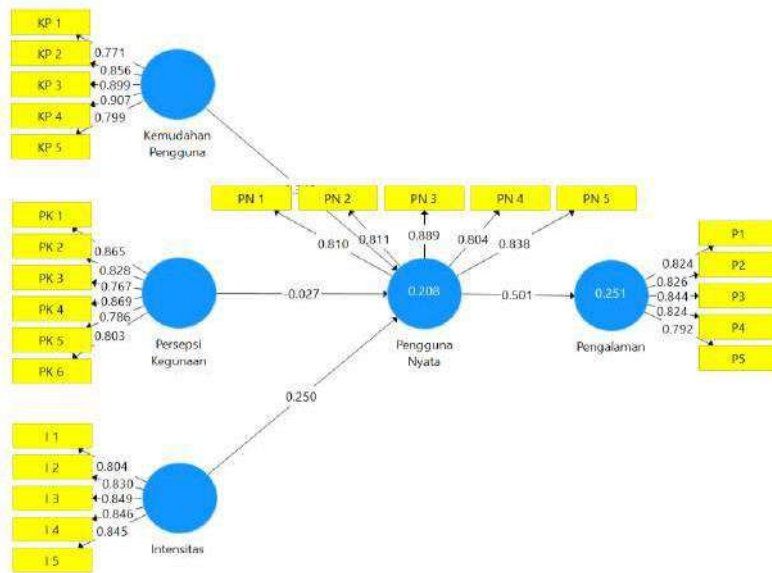 KP 1
KP 2
KP 3
KP 4
KP 5
0.771
0.856
0.899
0.907
0.799
Kemudahan
Pengguna
PN 1
PN 2
PN 3
PN 4
PN 5
0.810
0.811
0.889
0.804
0.838
PK 1
PK 2
PK 3
PK 4
PK 5
PK 6
0.865
0.828
0.767
0.869
0.786
0.803
Persepsi
Kegunaan
0.027
0.208
Pengguna
Nyata
0.501
0.251
Pengalaman
0.824
0.826
0.844
0.824
0.792
P1
P2
P3
P4
P5
0.250
I 1
I 2
I 3
I 4
I 5
0.804
0.830
0.849
0.846
0.845
Intensitas